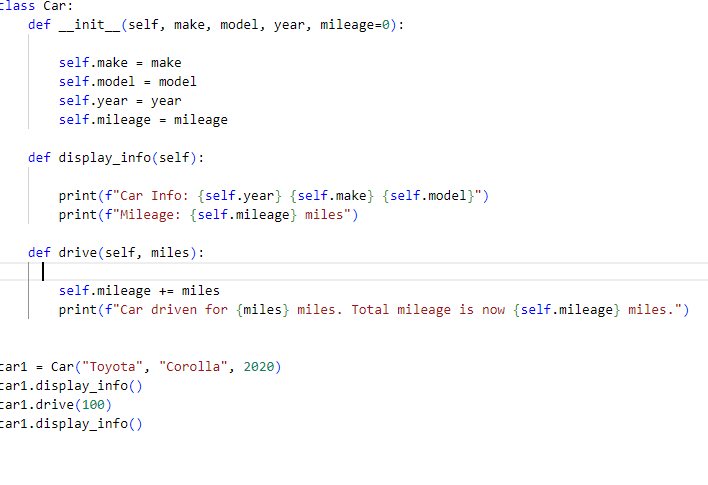 class Car:
    def __init__(self, make, model, year, mileage=0):
        self.make = make
        self.model = model
        self.year = year
        self.mileage = mileage
    def display_info(self):
        print(f"Car Info: {self.year} {self.make} {self.model}")
        print(f"Mileage: {self.mileage} miles")
    def drive(self, miles):
        self.mileage += miles
        print(f"Car driven for {miles} miles. Total mileage is now {self.mileage} miles.")
car1 = Car("Toyota", "Corolla", 2020)
car1.display_info()
car1.drive(100)
car1.display_info()